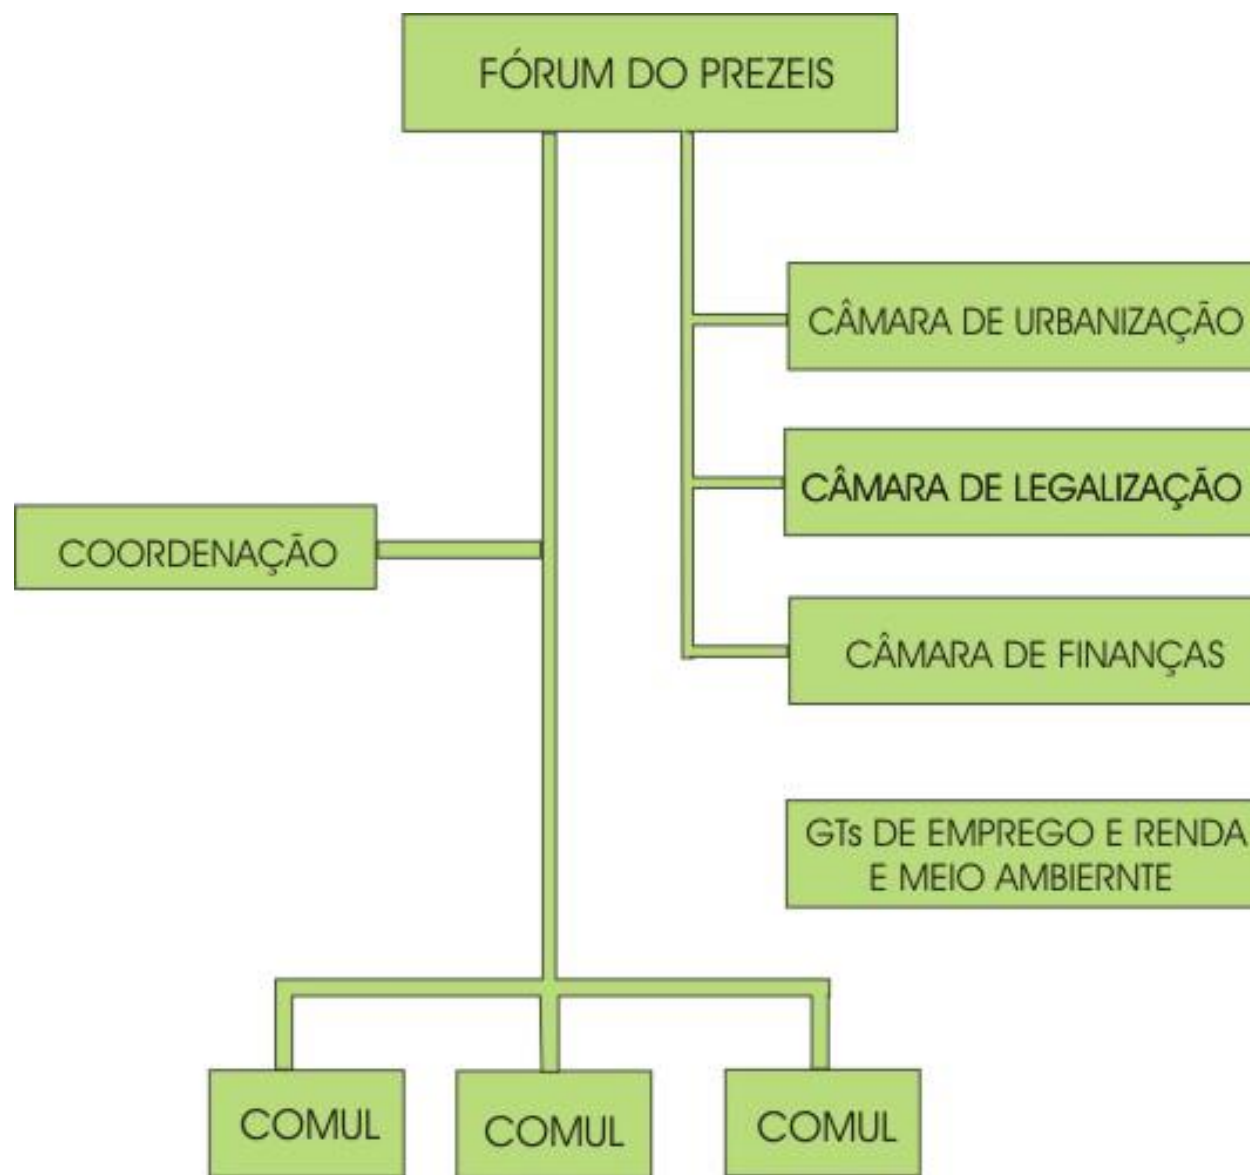 FÓRUM DO PREZEIS
CÂMARA DE URBANIZAÇÃO
CÂMARA DE LEGALIZAÇÃO
COORDENAÇÃO
CÂMARA DE FINANÇAS
GTs DE EMPREGO E RENDA
E MEIO AMBIERNTE
COMUL
COMUL
COMUL